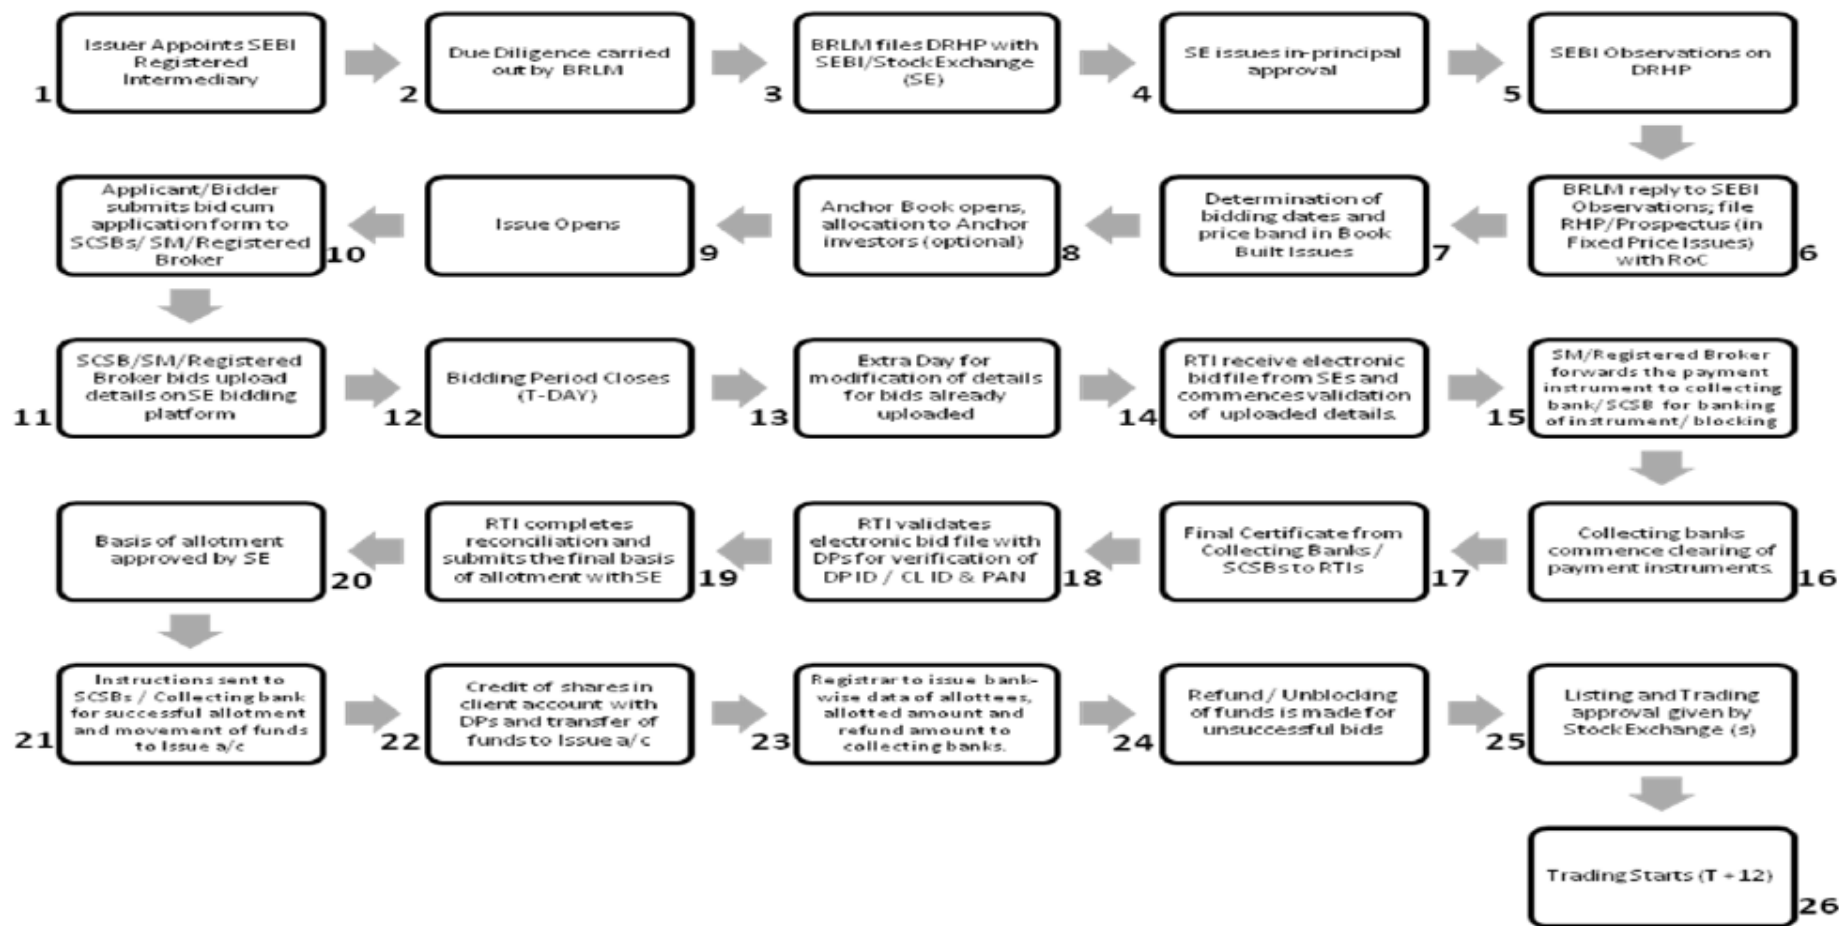 Issuer Appoints SEBI
Registered
Intermediary
1
Due Diligence carried
out by BRLM
2
BRLM files DRHP with
SEBI/Stock Exchange
(SE)
3
SE issues in-principal
approval
4
SEBI Observations on
DRHP
5
BRLM reply to SEBI
Observations; file
RHP/Prospectus (in
Fixed Price Issues)
with RoC
6
Determination of
bidding dates and
price band in Book
Built Issues
7
Anchor Book opens,
allocation to Anchor
investors (optional)
8
Issue Opens
9
Applicant/Bidder
submits bid cum
application form to
SCSBs/ SM/Registered
Broker
10
SCSB/SM/Registered
Broker bids upload
details on SE bidding
platform
11
Bidding Period Closes
(T-DAY)
12
Extra Day for
modification of details
for bids already
uploaded
13
RTI receive electronic
bid file from SEs and
commences validation
of uploaded details.
14
SM/Registered Broker
forwards the payment
instrument to collecting
bank/SCSB for banking
of instrument/ blocking
15
Collecting banks
commence clearing of
payment instruments.
16
Final Certificate from
Collecting Banks /
SCSBs to RTIs
17
RTI validates
electronic bid file with
DPs for verification of
DP ID / CL ID & PAN
18
RTI completes
reconciliation and
submits the final basis
of allotment with SE
19
Basis of allotment
approved by SE
20
Instructions sent to
SCSBs / Collecting bank
for successful allotment
and movement of funds
to Issue a/c
21
Credit of shares in
client account with
DPs and transfer of
funds to Issue a/c
22
Registrar to issue bank-
wise data of allottees,
allotted amount and
refund amount to
collecting banks.
23
Refund / Unblocking
of funds is made for
unsuccessful bids
24
Listing and Trading
approval given by
Stock Exchange (s)
25
Trading Starts (T + 12)
26